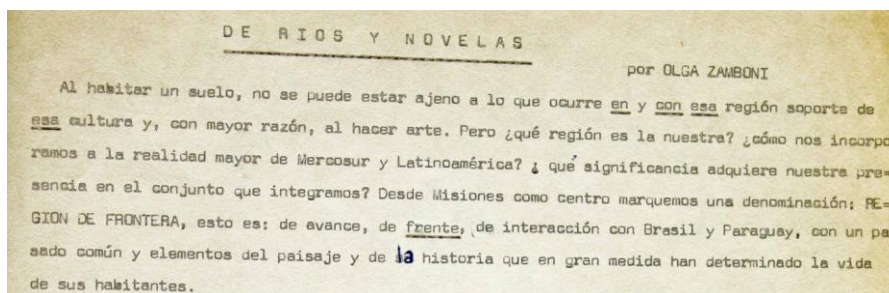 DE RIOS Y NOVELAS
por OLGA ZAMBONI
Al habitar un suelo, no se puede estar ajeno a lo que ocurre en y con esa región soporte de
esa cultura y, con mayor razón, al hacer arte. Pero ¿qué región es la nuestra? ¿cómo nos incorpo
ramos a la realidad mayor de Mercosur y Latinoamérica? ¿ qué significancia adquiere nuestra pre=
sencia en el conjunto que integramos? Desde Misiones como centro marquemos una denominación: RE=
GION DE FRONTERA, esto es: de avance, de frente, de interacción con Brasil y Paraguay, con un pa
sado común y elementos del paisaje y de la historia que en gran medida han determinado la vida
de sus habitantes.